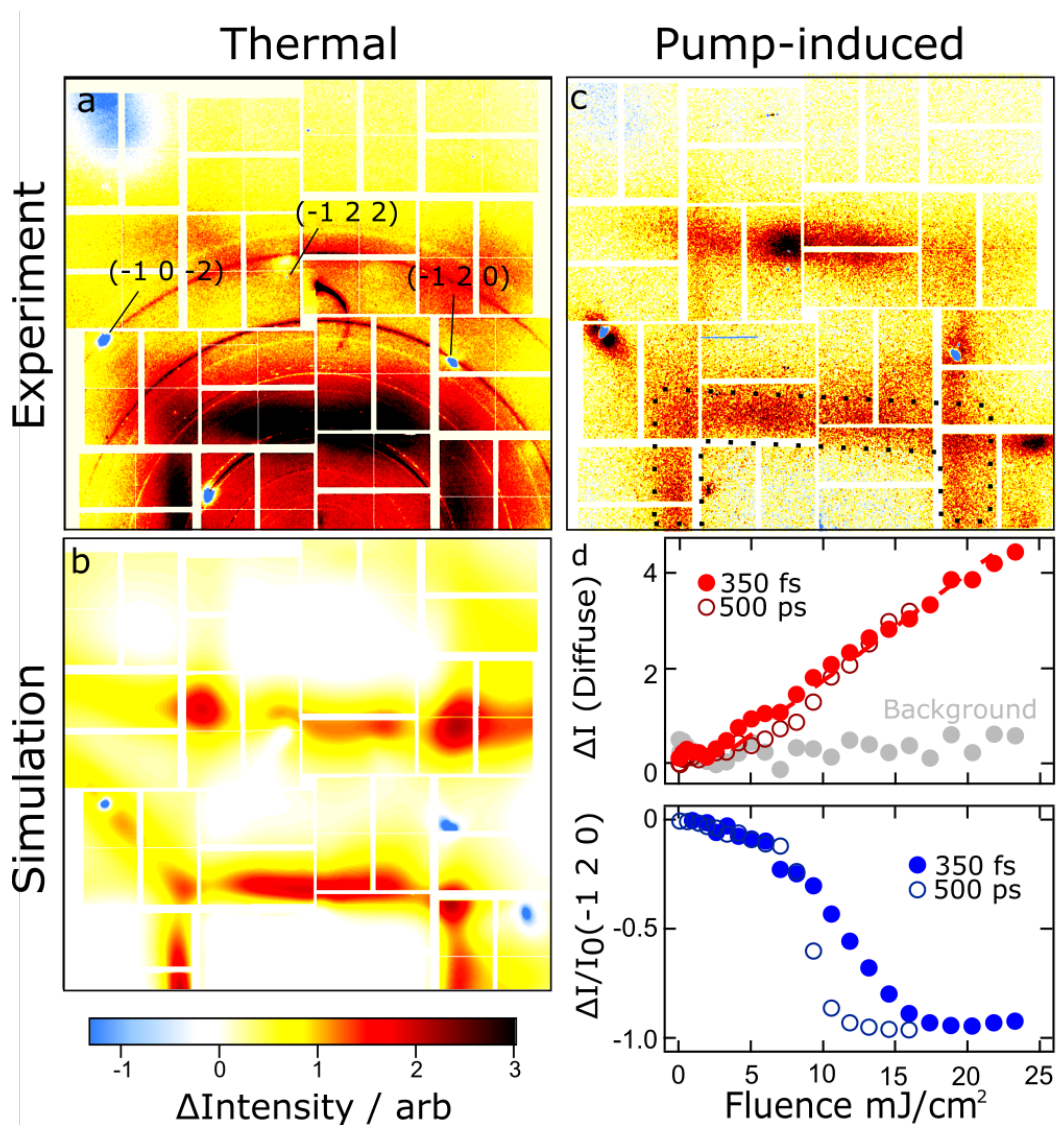 Thermal
Pump-induced
Experiment
a
(-1 2 2)
(-1 0 -2)
(-1 2 0)
c
Simulation
b
-1 0 1 2 3
ΔIntensity / arb
d
ΔI (Diffuse)
4
2
0
350 fs
500 ps
Background
ΔI/I0(-1 2 0)
0
-0.5
-1.0
350 fs
500 ps
0 5 10 15 20 25
Fluence mJ/cm²